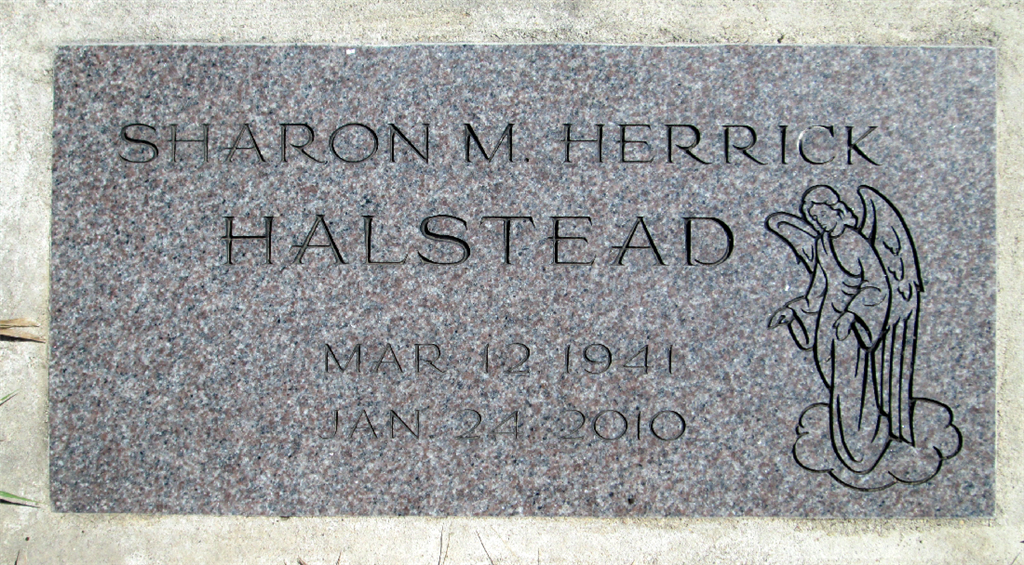 SHARON M. HERRICK
HALSTEAD
MAR. 12 1941
JAN. 24 2010